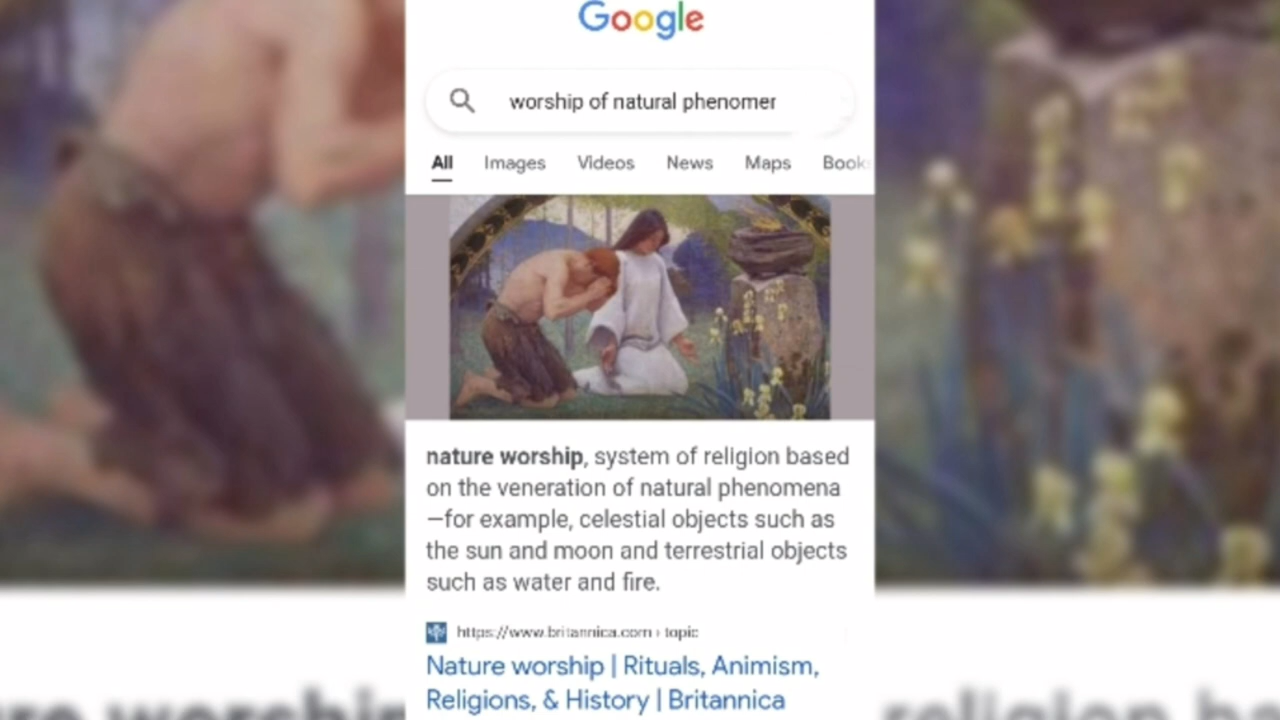 Google
worship of natural phenomer
All Images Videos News Maps Books
nature worship, system of religion based
on the veneration of natural phenomena
—for example, celestial objects such as
the sun and moon and terrestrial objects
such as water and fire.
https://www.britannica.com › topic
Nature worship | Rituals, Animism,
Religions, & History | Britannica